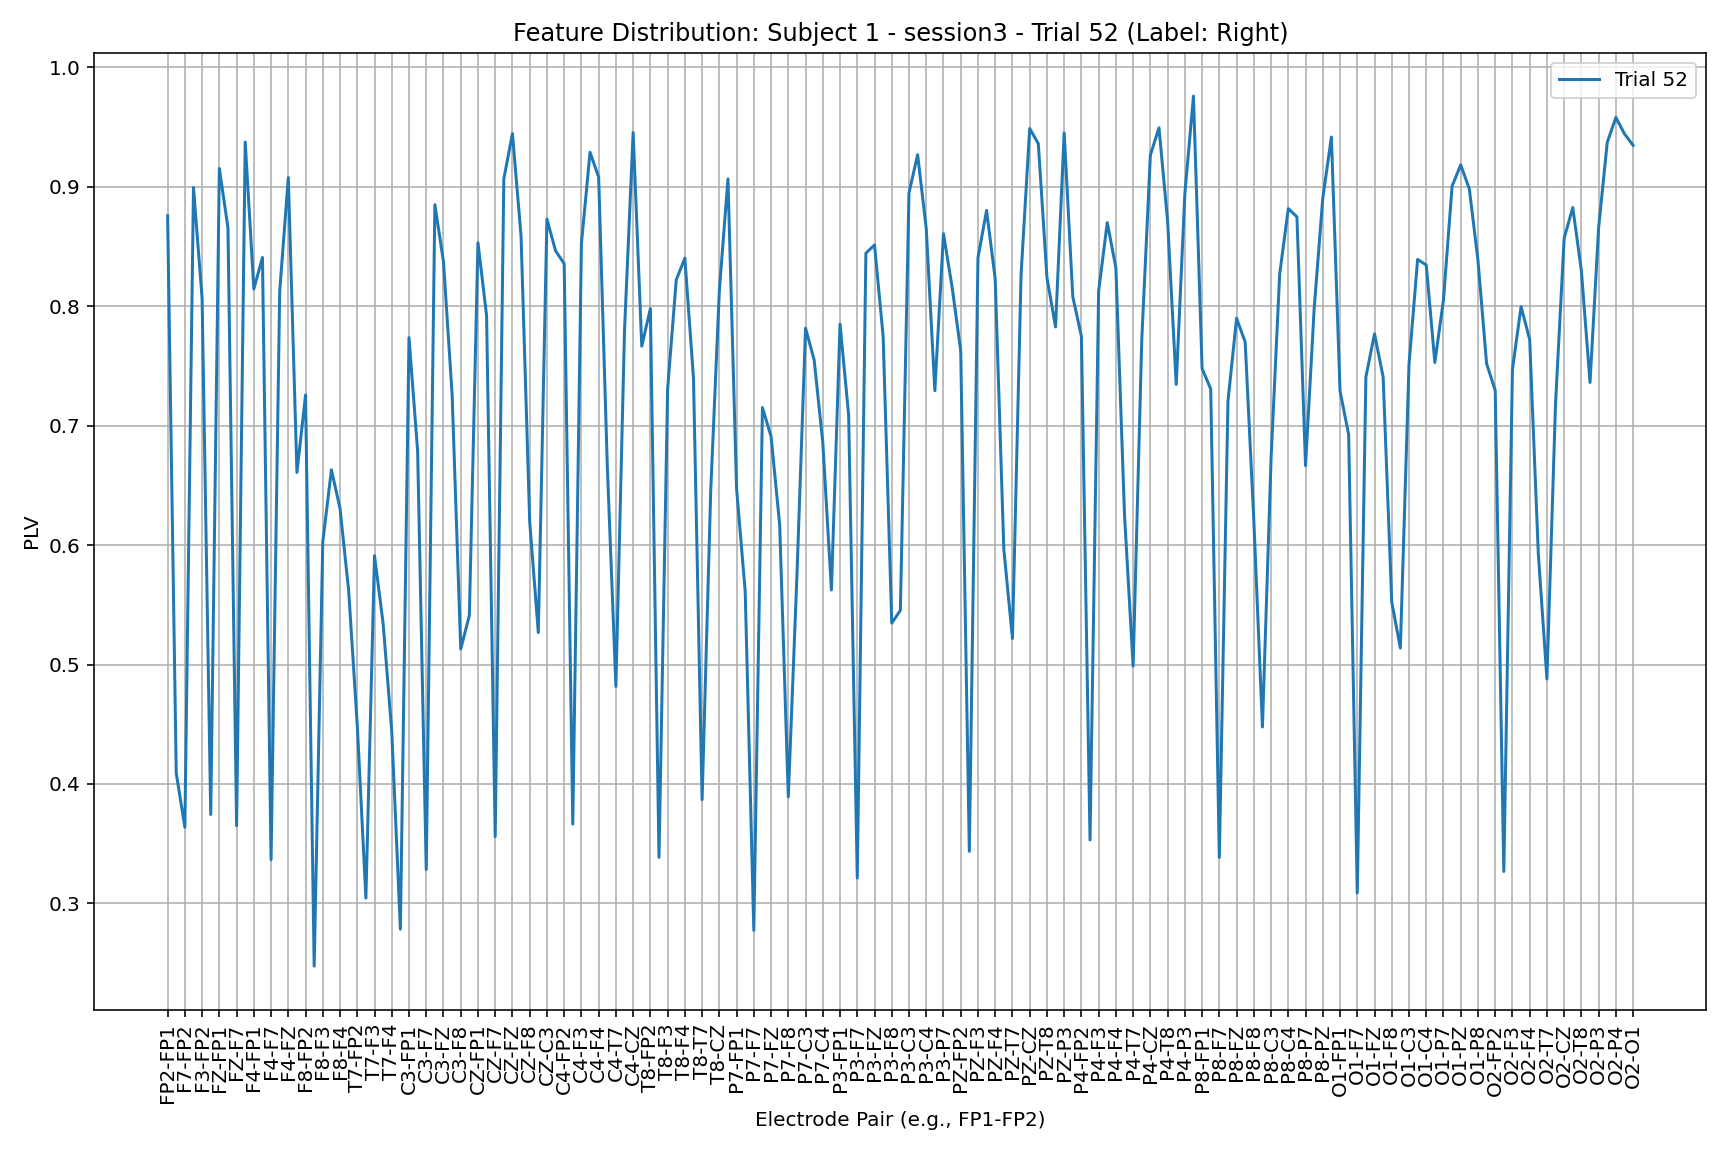 Feature Distribution: Subject 1 - session3 - Trial 52 (Label: Right)
Trial 52
PLV
1.0
0.9
0.8
0.7
0.6
0.5
0.4
0.3
FP2-FP1
F7-FP2
F3-FP2
FZ-FP1
FZ-F7
F4-FP1
F4-F7
F4-FZ
F8-FP2
F8-F3
F8-F4
T7-FP2
T7-F3
T7-F4
C3-FP1
C3-F7
C3-FZ
C3-F8
CZ-FP1
CZ-F7
CZ-FZ
CZ-F8
CZ-C3
C4-FP2
C4-F3
C4-F4
C4-T7
C4-CZ
T8-FP2
T8-F3
T8-F4
T8-T7
T8-CZ
P7-FP1
P7-F7
P7-FZ
P7-F8
P7-C3
P7-C4
P3-FP1
P3-F7
P3-FZ
P3-F8
P3-C3
P3-C4
P3-P7
PZ-FP2
PZ-F3
PZ-F4
PZ-T7
PZ-CZ
PZ-T8
PZ-P3
P4-FP2
P4-F3
P4-F4
P4-T7
P4-CZ
P4-T8
P4-P3
P8-FP1
P8-F7
P8-FZ
P8-F8
P8-C3
P8-C4
P8-P7
P8-PZ
O1-FP1
O1-F7
O1-FZ
O1-F8
O1-C3
O1-C4
O1-P7
O1-PZ
O1-P8
O2-FP2
O2-F3
O2-F4
O2-T7
O2-CZ
O2-T8
O2-P3
O2-P4
O2-O1
Electrode Pair (e.g., FP1-FP2)